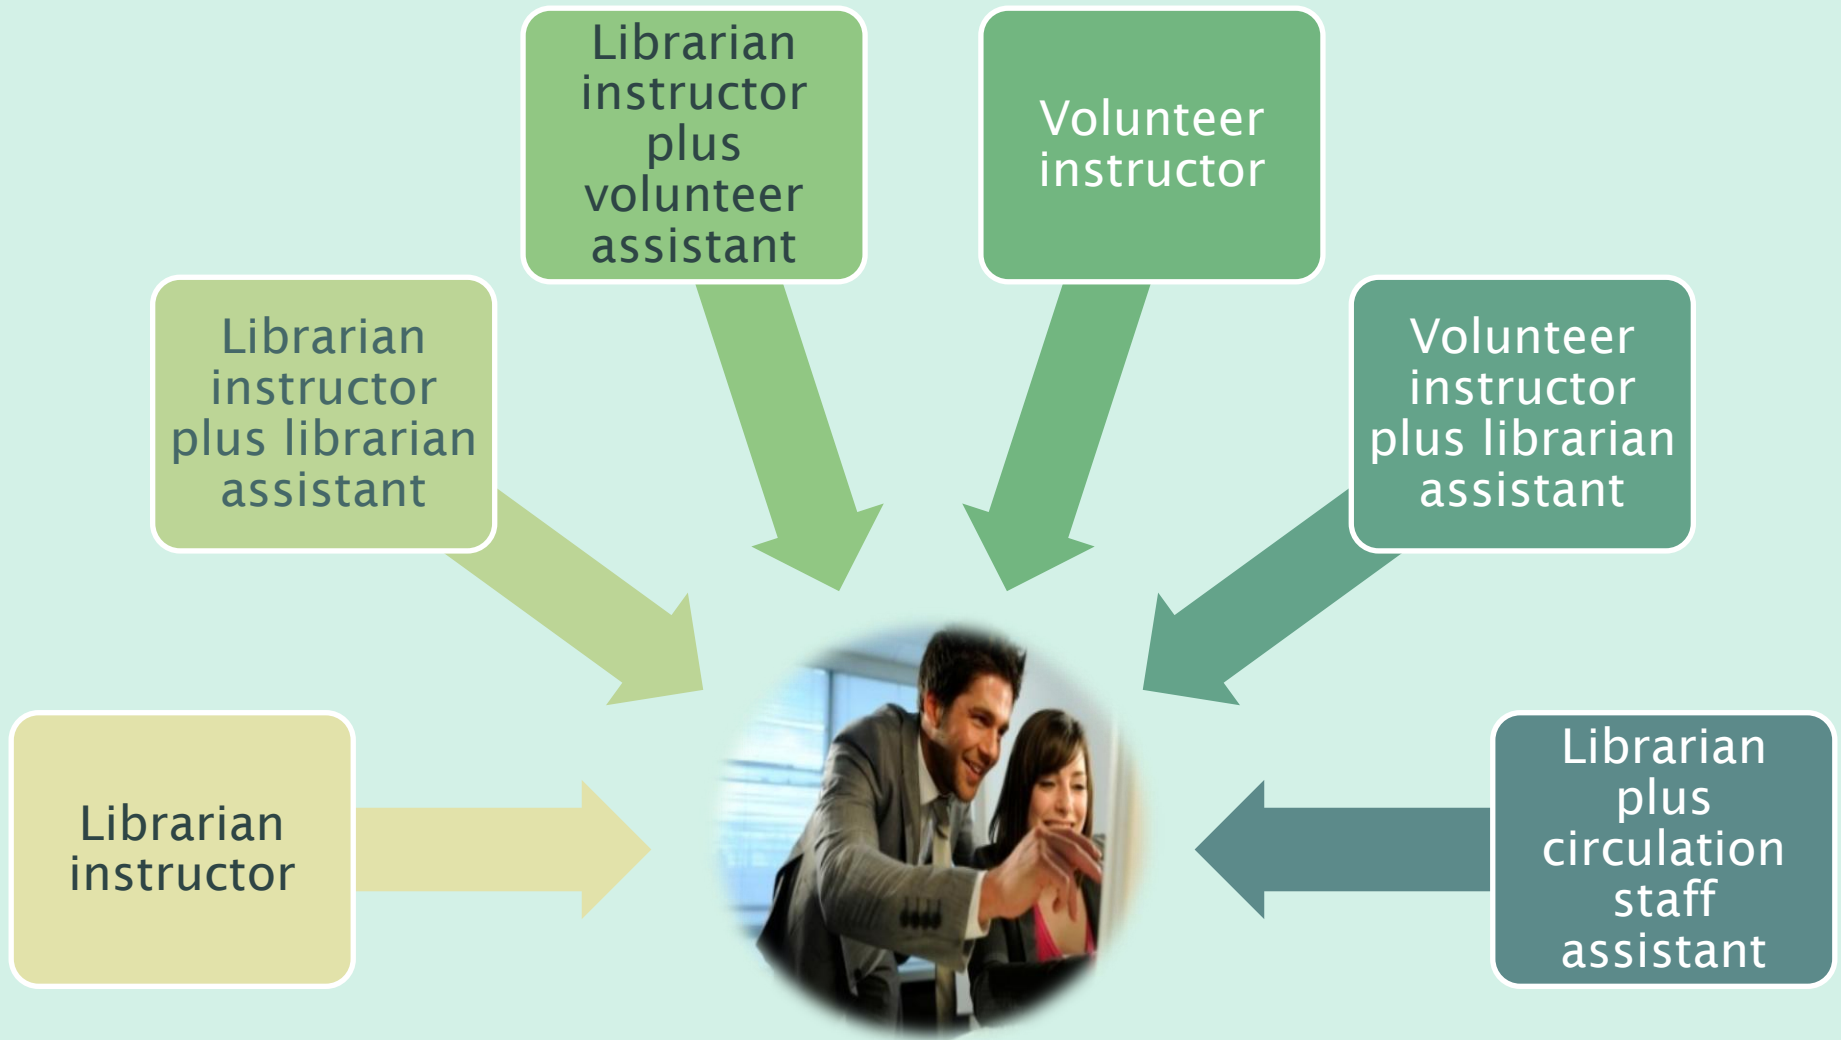 Librarian
instructor
Librarian
instructor
plus librarian
assistant
Librarian
instructor
plus
volunteer
assistant
Volunteer
instructor
Volunteer
instructor
plus librarian
assistant
Librarian
plus
circulation
staff
assistant